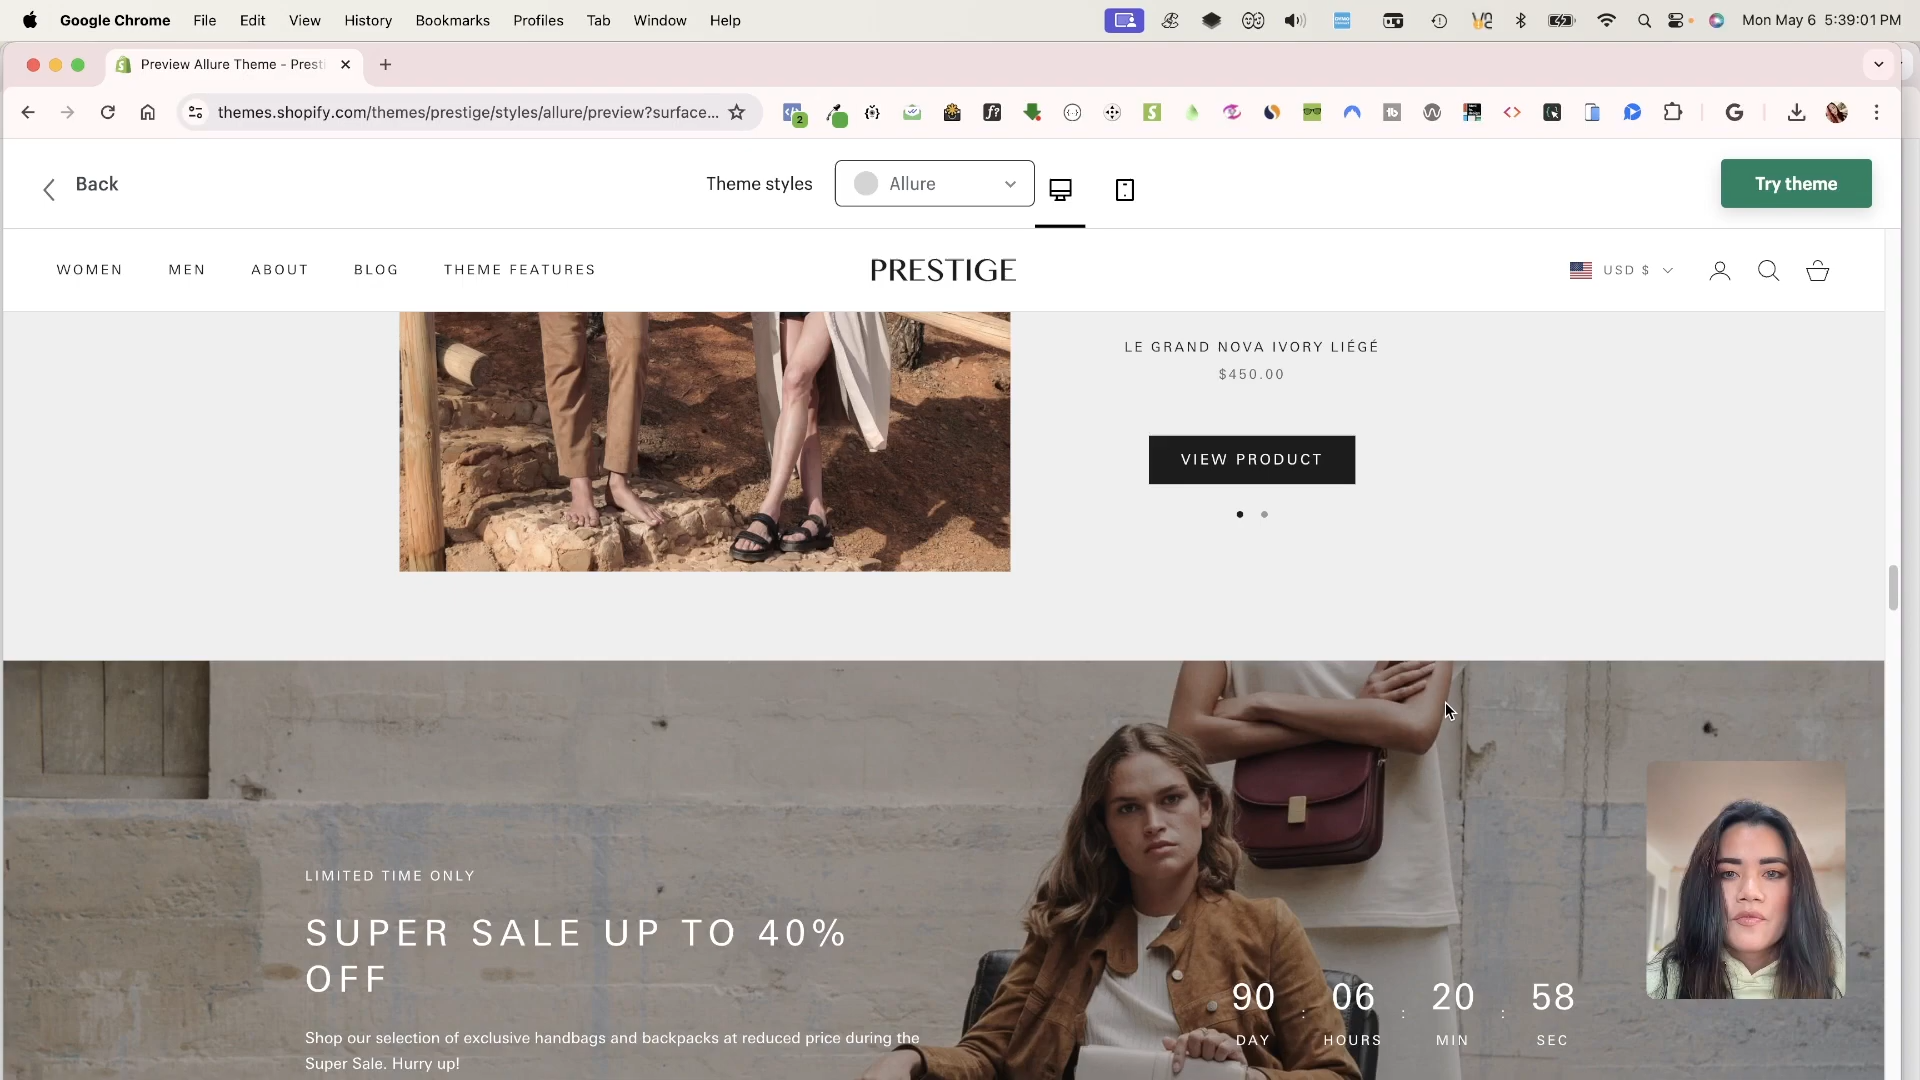 Google Chrome File Edit View History Bookmarks Profiles Tab Window Help Mon May 6 5:39:01 PM
Preview Allure Theme - Presti
themes.shopify.com/themes/prestige/styles/allure/preview?surface...
Back Theme styles Allure Try theme
WOMEN MEN ABOUT BLOG THEME FEATURES PRESTIGE USD $
LE GRAND NOVA IVORY LIÉGÉ
$450.00
VIEW PRODUCT
LIMITED TIME ONLY
SUPER SALE UP TO 40%
OFF
Shop our selection of exclusive handbags and backpacks at reduced price during the
Super Sale. Hurry up!
90 : 06 : 20 : 58
DAY HOURS MIN SEC